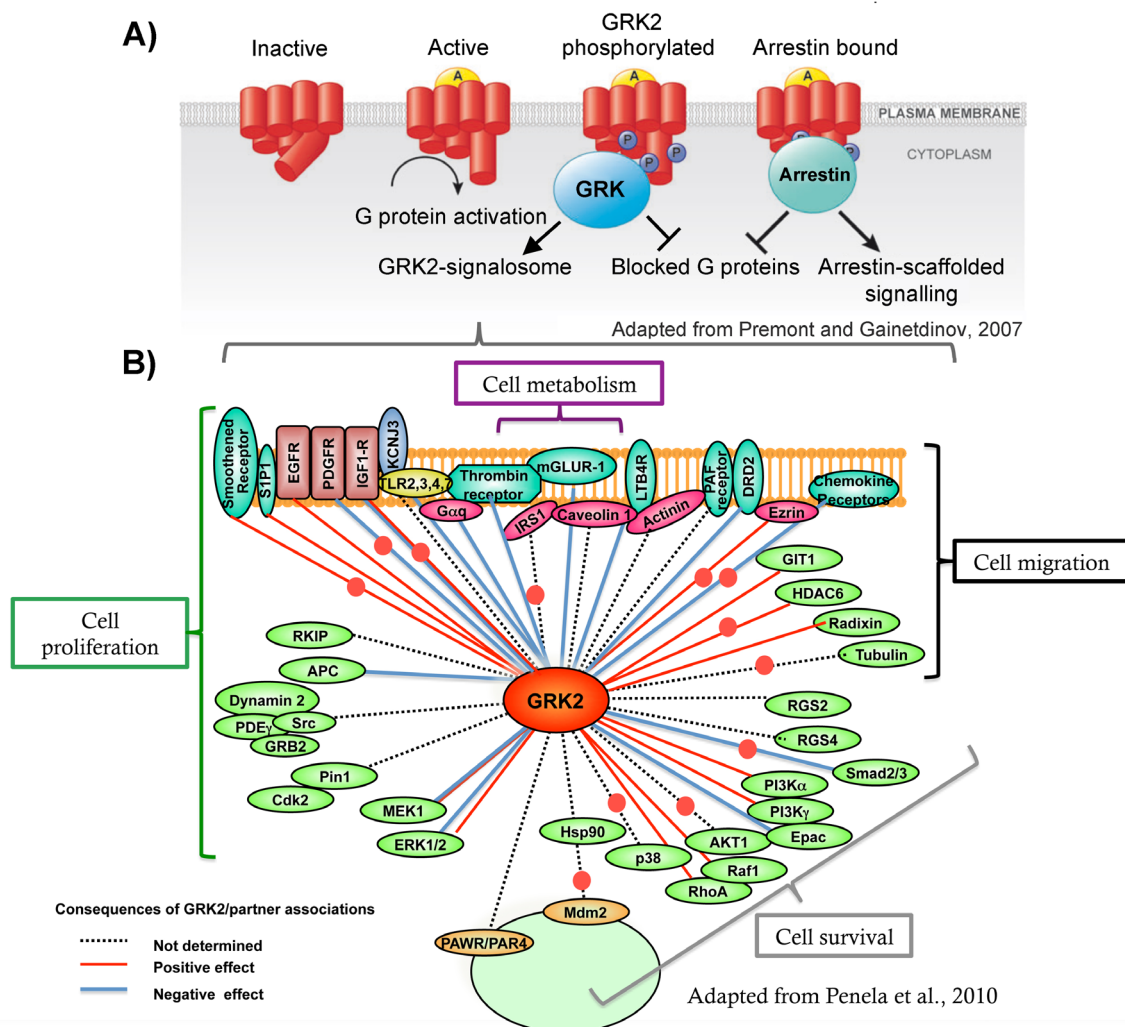 A)
Inactive
Active
GRK2
phosphorylated
Arrestin bound
A
A
A
PLASMA MEMBRANE
P
P
P
P
CYTOPLASM
GRK
Arrestin
G protein activation
GRK2-signalosome
Blocked G proteins
Arrestin-scaffolded
signalling
Adapted from Premont and Gainetdinov, 2007
B)
Cell metabolism
Smoothened
Receptor
S1P1
EGFR
PDGFR
IGF1-R
KCNJ3
TLR2,3,4,
Thrombin
receptor
mGLUR-1
LTB4R
PAF
receptor
DRD2
Chemokine
Receptors
Gαq
IRS1
Caveolin 1
Actinin
Ezrin
Cell migration
GIT1
HDAC6
Radixin
Tubulin
Cell
proliferation
RKIP
APC
Dynamin 2
PDEγ
Src
GRB2
Pin1
Cdk2
MEK1
ERK1/2
GRK2
RGS2
RGS4
Smad2/3
PI3Kα
PI3Kγ
Epac
AKT1
Raf1
RhoA
p38
Hsp90
Mdm2
PAWR/PAR4
Cell survival
Consequences of GRK2/partner associations
Not determined
Positive effect
Negative effect
Adapted from Penela et al., 2010